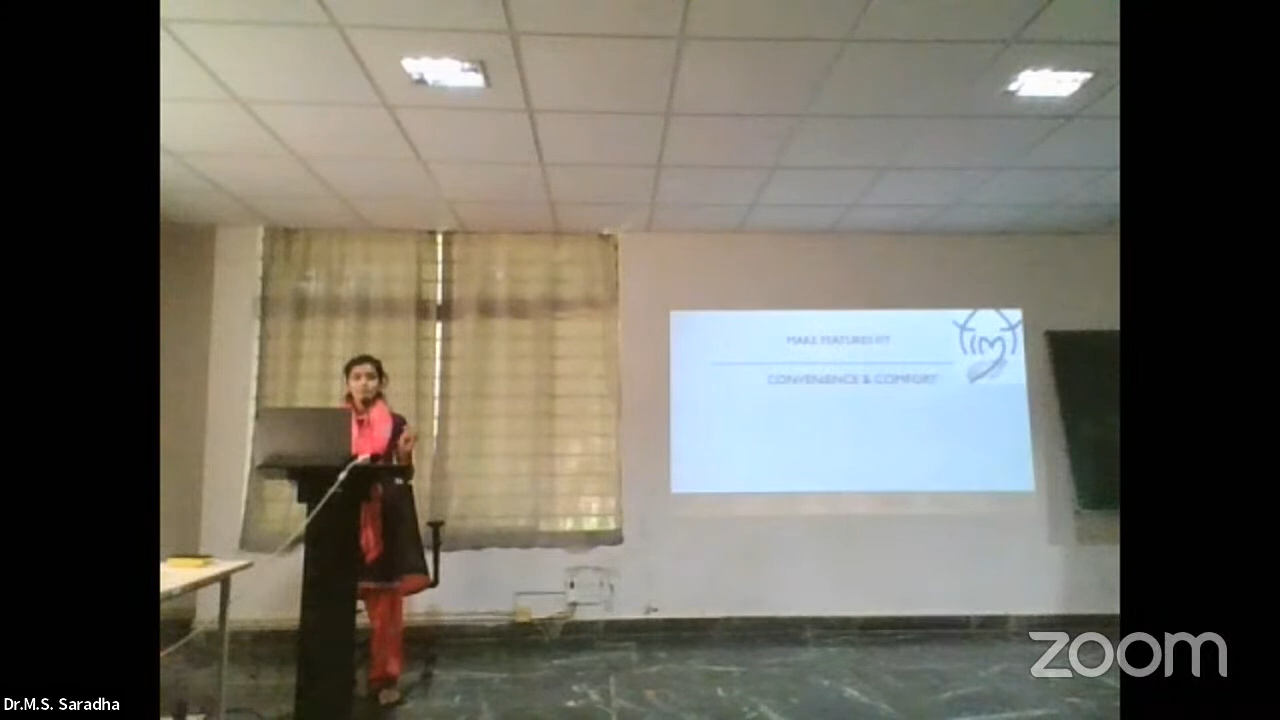 MAKE FEATURES FIT
CONVENIENCE & COMFORT
zoom
Dr.M.S. Saradha